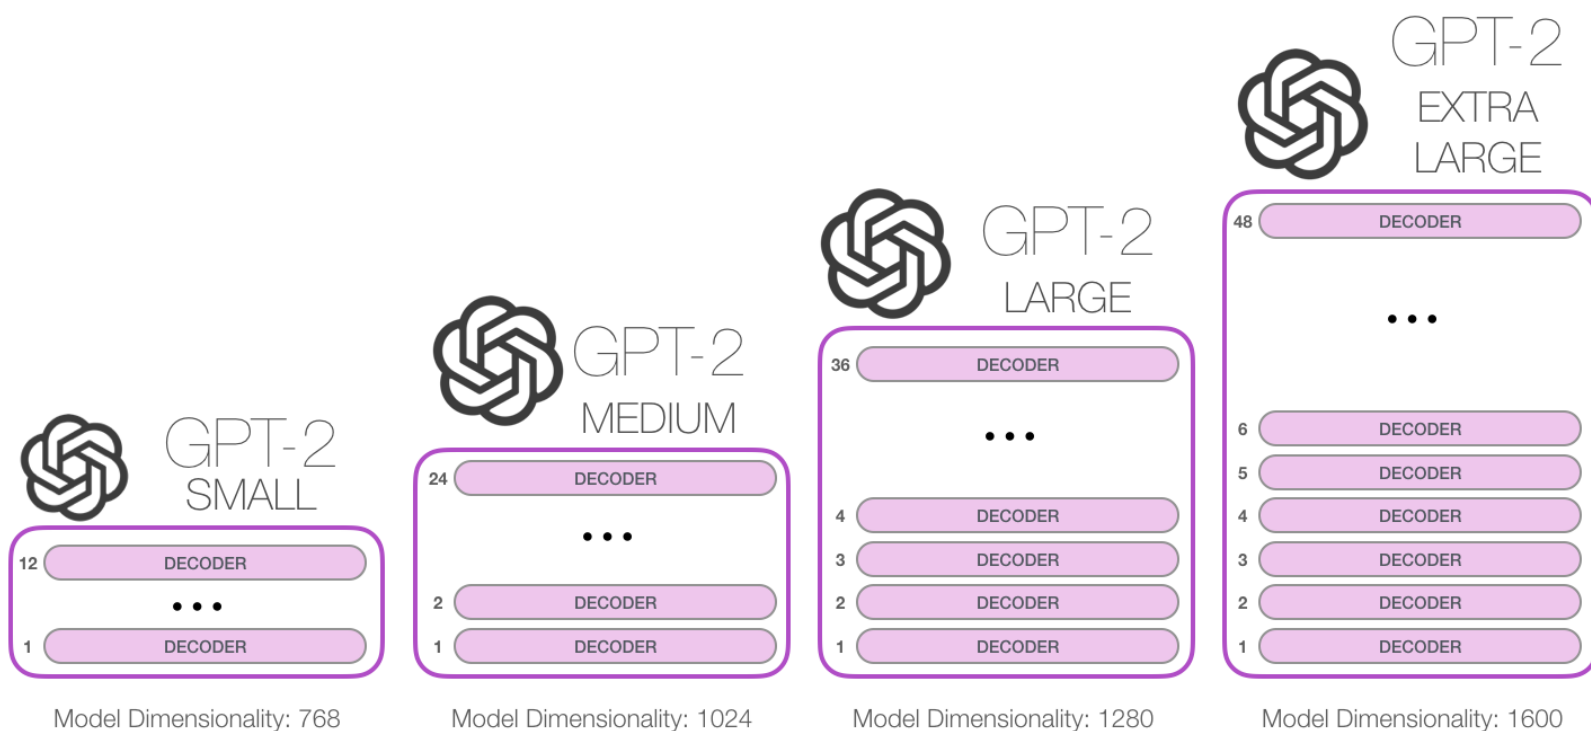 GPT-2
SMALL
12 DECODER
...
1 DECODER
Model Dimensionality: 768
GPT-2
MEDIUM
24 DECODER
...
2 DECODER
1 DECODER
Model Dimensionality: 1024
GPT-2
LARGE
36 DECODER
...
4 DECODER
3 DECODER
2 DECODER
1 DECODER
Model Dimensionality: 1280
GPT-2
EXTRA
LARGE
48 DECODER
...
6 DECODER
5 DECODER
4 DECODER
3 DECODER
2 DECODER
1 DECODER
Model Dimensionality: 1600